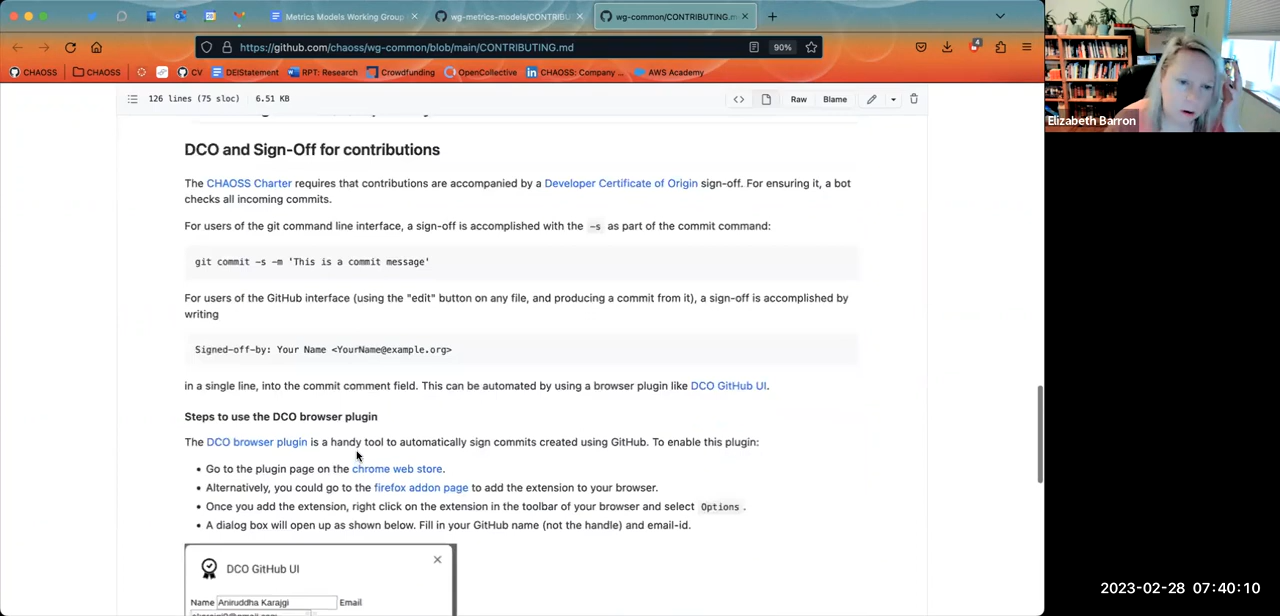 Metrics Models Working Group
wg-metrics-models/CONTRIBU
wg-common/CONTRIBUTING.m
https://github.com/chaoss/wg-common/blob/main/CONTRIBUTING.md
90%
4
CHAOSS
CHAOSS
CV
DEIStatement
RPT: Research
Crowdfunding
OpenCollective
CHAOSS: Company ...
AWS Academy
126 lines (75 sloc)
6.51 KB
Raw
Blame
DCO and Sign-Off for contributions
The CHAOSS Charter requires that contributions are accompanied by a Developer Certificate of Origin sign-off. For ensuring it, a bot
checks all incoming commits.
For users of the git command line interface, a sign-off is accomplished with the -s as part of the commit command:
git commit -s -m 'This is a commit message'
For users of the GitHub interface (using the "edit" button on any file, and producing a commit from it), a sign-off is accomplished by
writing
Signed-off-by: Your Name <YourName@example.org>
in a single line, into the commit comment field. This can be automated by using a browser plugin like DCO GitHub UI.
Steps to use the DCO browser plugin
The DCO browser plugin is a handy tool to automatically sign commits created using GitHub. To enable this plugin:
• Go to the plugin page on the chrome web store.
• Alternatively, you could go to the firefox addon page to add the extension to your browser.
• Once you add the extension, right click on the extension in the toolbar of your browser and select Options.
• A dialog box will open up as shown below. Fill in your GitHub name (not the handle) and email-id.
DCO GitHub UI
Name Aniruddha Karajgi Email
Elizabeth Barron
2023-02-28 07:40:10